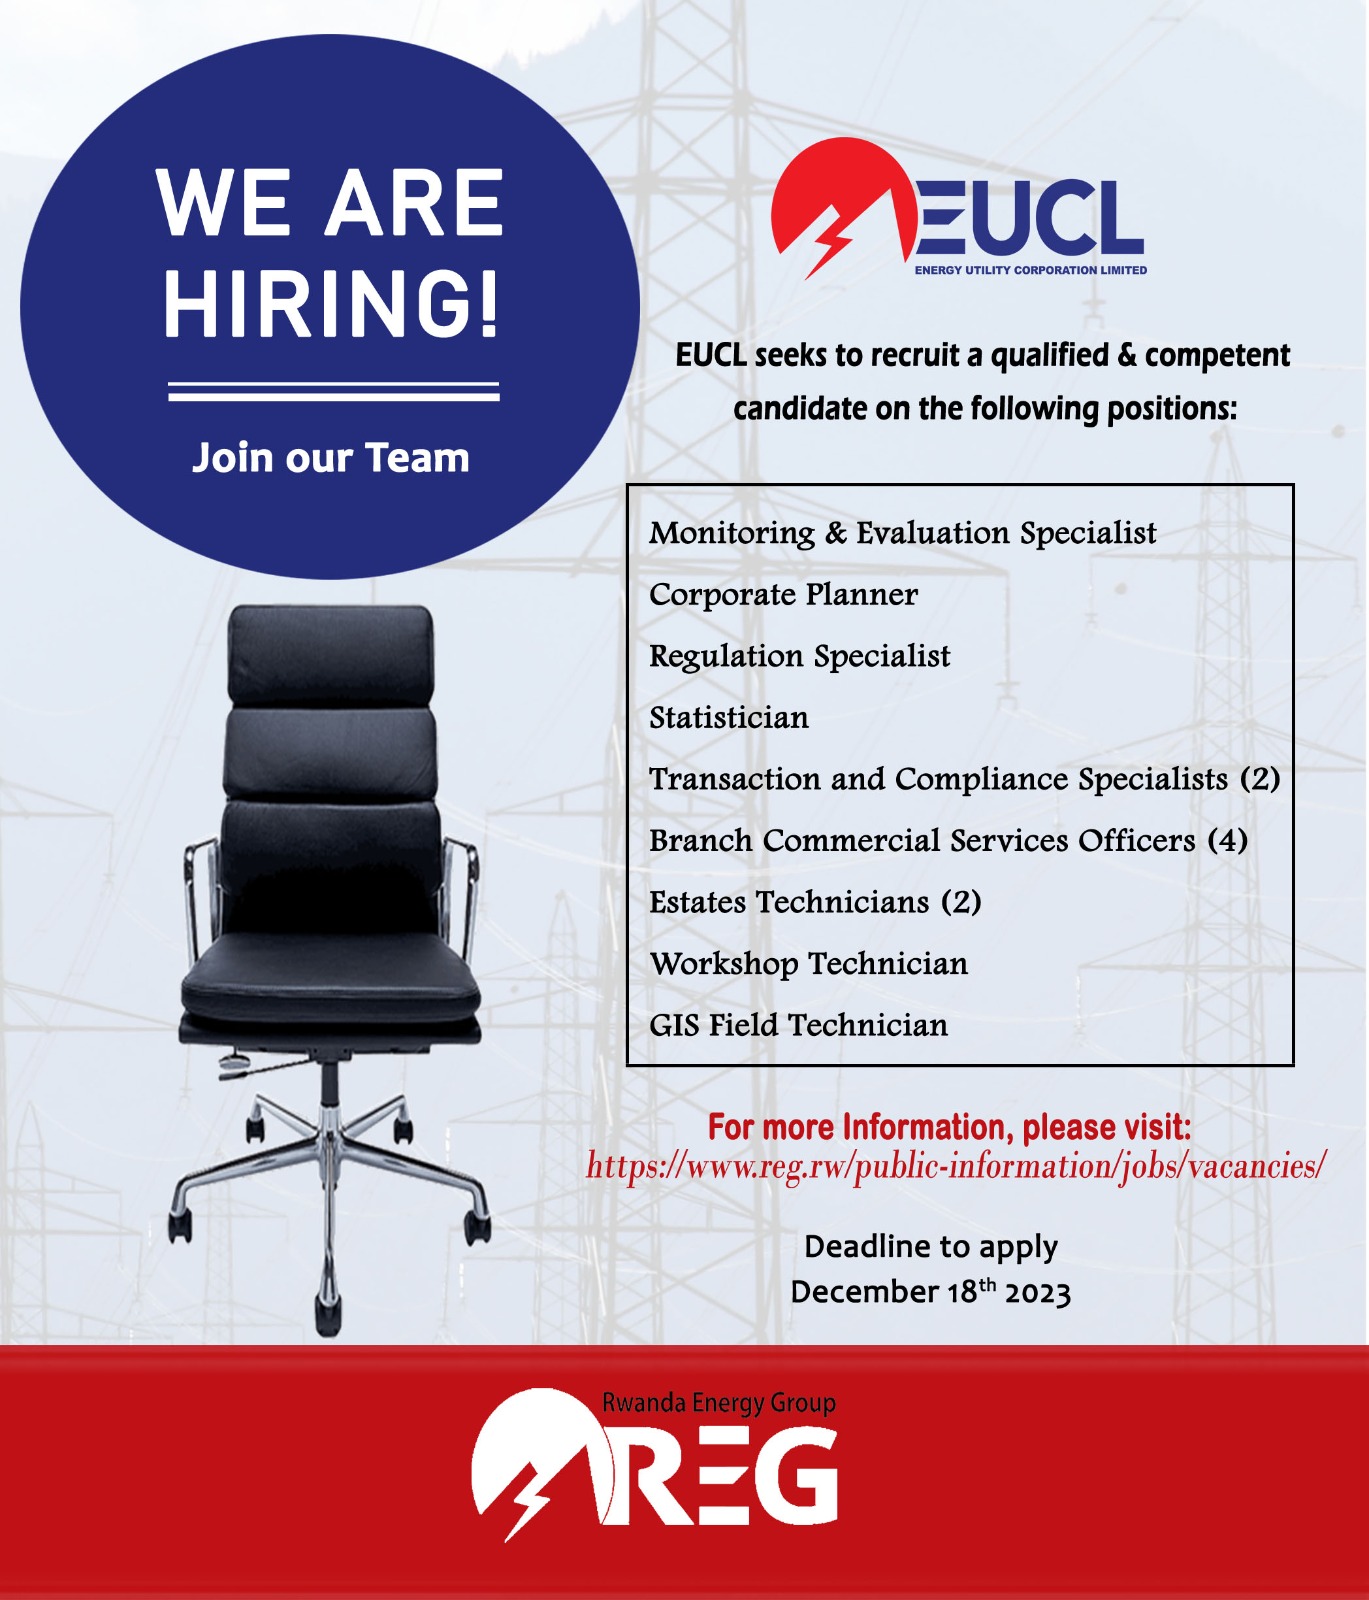 WE ARE
HIRING!
Join our Team
EUCL
ENERGY UTILITY CORPORATION LIMITED
EUCL seeks to recruit a qualified & competent
candidate on the following positions:
Monitoring & Evaluation Specialist
Corporate Planner
Regulation Specialist
Statistician
Transaction and Compliance Specialists (2)
Branch Commercial Services Officers (4)
Estates Technicians (2)
Workshop Technician
GIS Field Technician
For more Information, please visit:
https://www.reg.rw/public-information/jobs/vacancies/
Deadline to apply
December 18th 2023
Rwanda Energy Group
REG